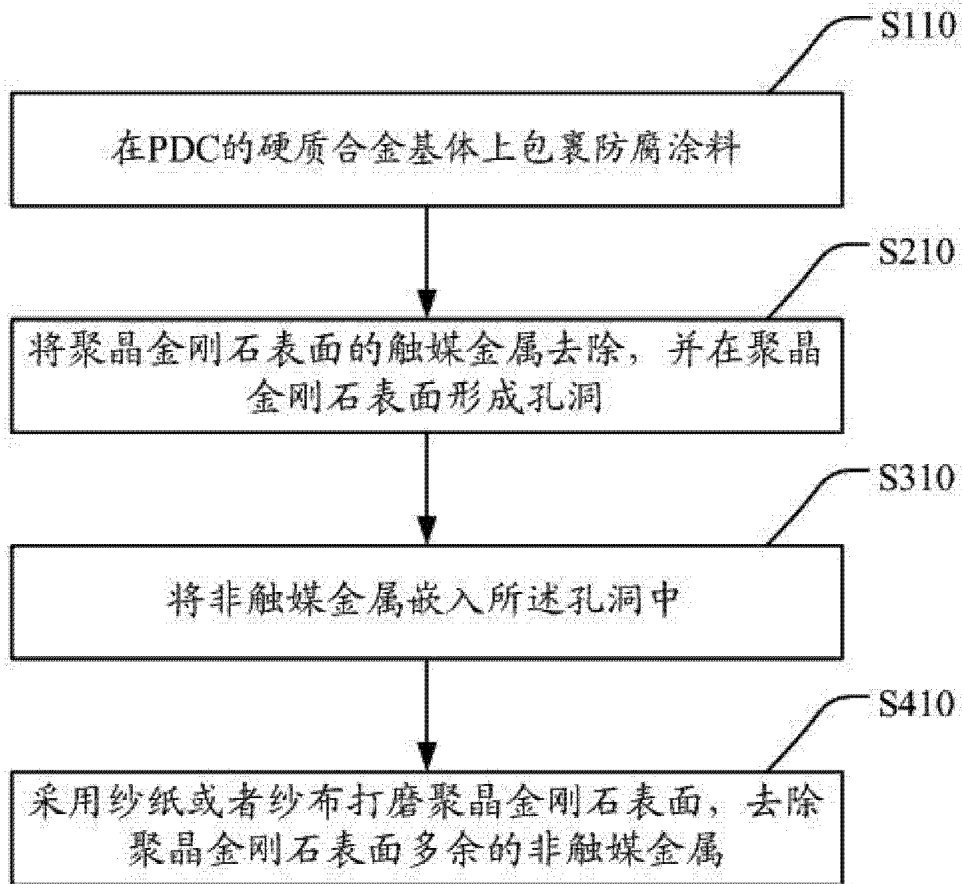 S110
在PDC的硬质合金基体上包裹防腐涂料
S210
将聚晶金刚石表面的触媒金属去除，并在聚晶
金刚石表面形成孔洞
S310
将非触媒金属嵌入所述孔洞中
S410
采用纱纸或者纱布打磨聚晶金刚石表面，去除
聚晶金刚石表面多余的非触媒金属